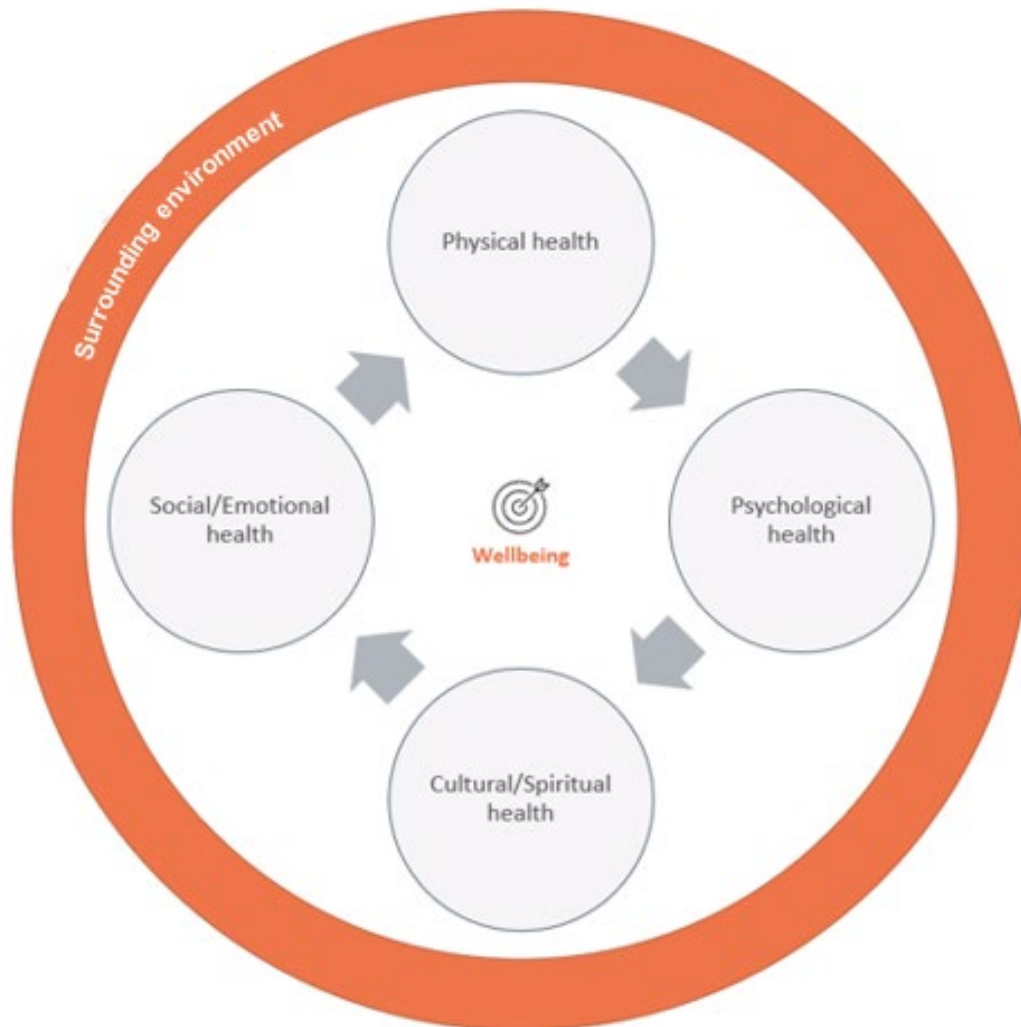 Surrounding environment
Physical health
Social/Emotional
health
Psychological
health
Wellbeing
Cultural/Spiritual
health